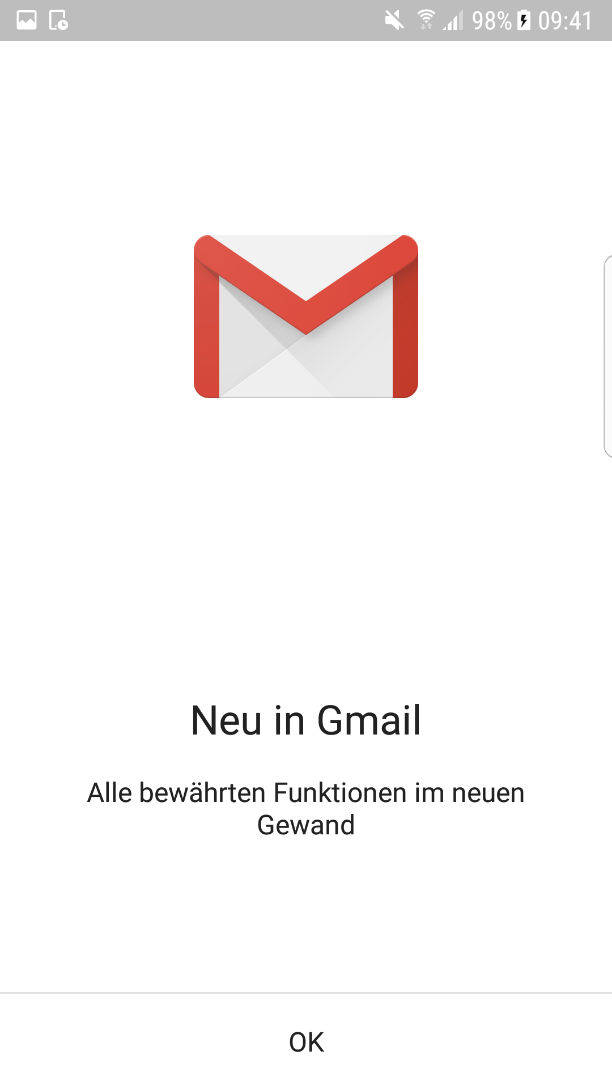 98% 09:41
Neu in Gmail
Alle bewährten Funktionen im neuen
Gewand
OK